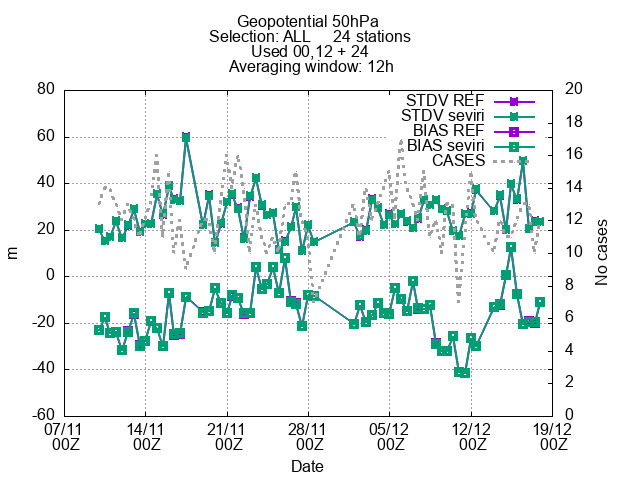 Geopotential 50hPa
Selection: ALL 24 stations
Used 00,12 + 24
Averaging window: 12h
STDV REF
STDV seviri
BIAS REF
BIAS seviri
CASES
80
60
40
20
0
-20
-40
-60
m
20
18
16
14
12
10
8
6
4
2
0
No cases
07/11 14/11 21/11 28/11 05/12 12/12 19/12
00Z 00Z 00Z 00Z 00Z 00Z 00Z
Date